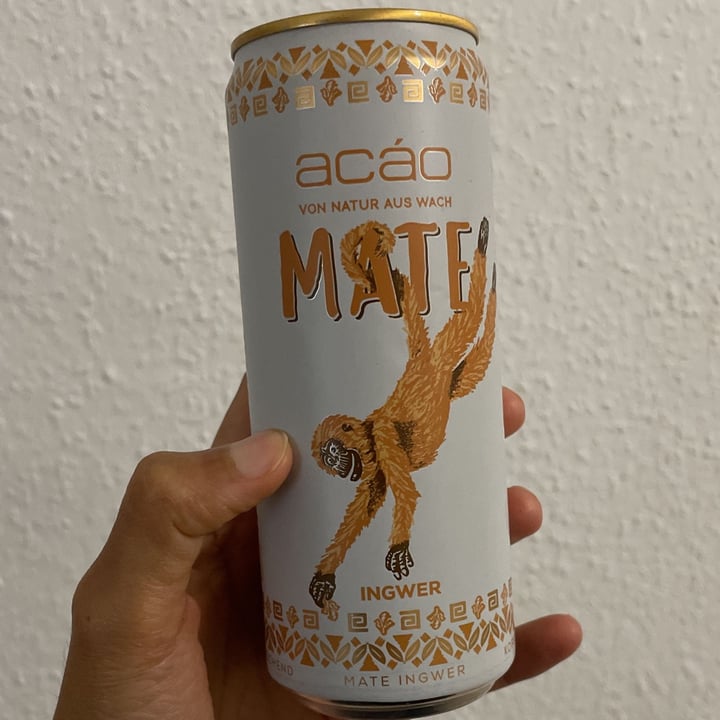 acáo
VON NATUR AUS WACH
MATE
INGWER
MATE INGWER